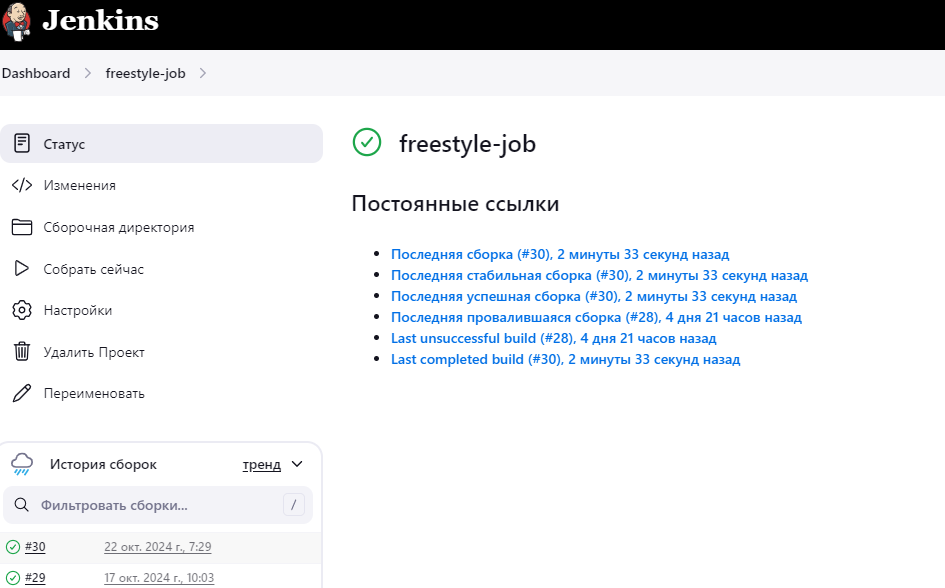 Jenkins
Dashboard
freestyle-job
Статус
Изменения
Сборочная директория
Собрать сейчас
Настройки
Удалить Проект
Переименовать
freestyle-job
Постоянные ссылки
Последняя сборка (#30), 2 минуты 33 секунд назад
Последняя стабильная сборка (#30), 2 минуты 33 секунд назад
Последняя успешная сборка (#30), 2 минуты 33 секунд назад
Последняя провалившаяся сборка (#28), 4 дня 21 часов назад
Last unsuccessful build (#28), 4 дня 21 часов назад
Last completed build (#30), 2 минуты 33 секунд назад
История сборок тренд
Фильтровать сборки... /
#30 22 окт. 2024 г., 7:29
#29 17 окт. 2024 г., 10:03